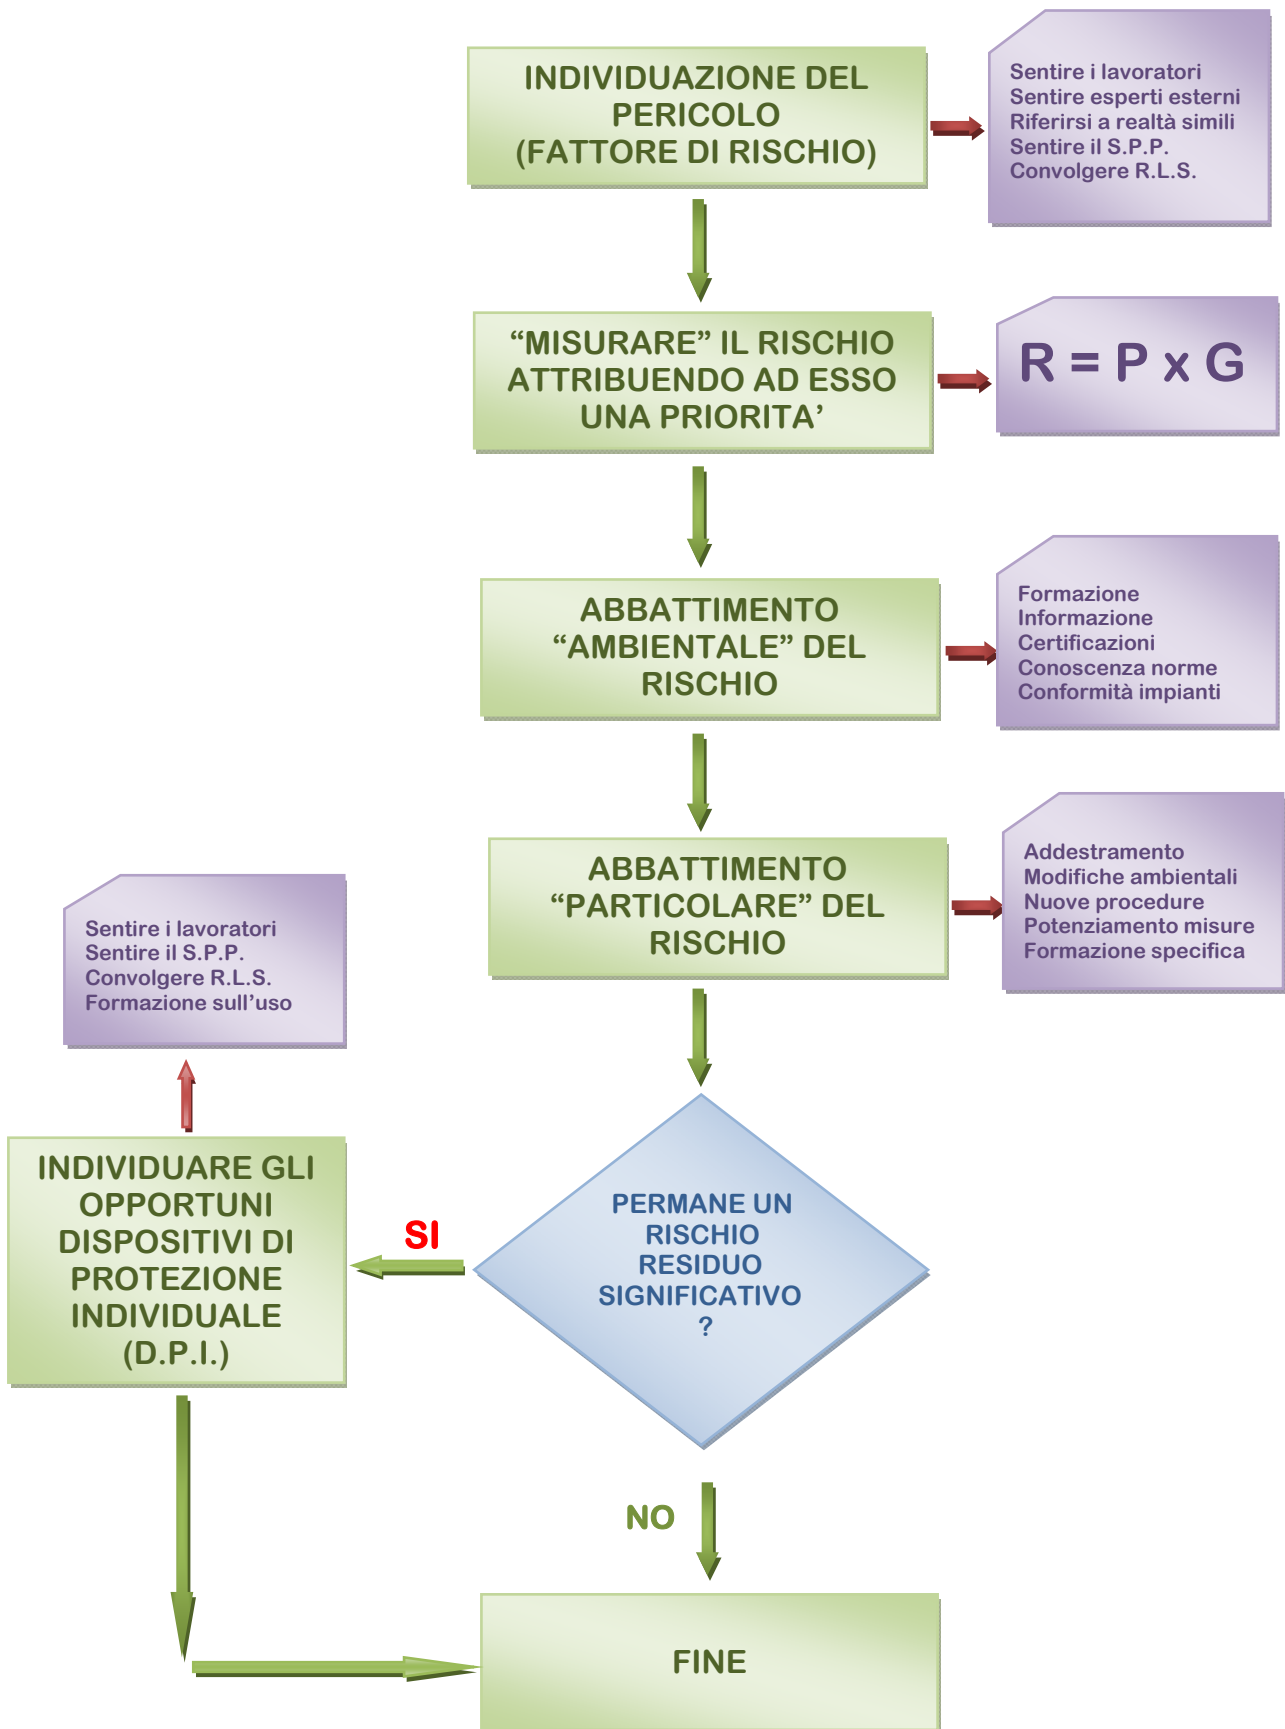 INDIVIDUAZIONE DEL
PERICOLO
(FATTORE DI RISCHIO)
Sentire i lavoratori
Sentire esperti esterni
Riferirsi a realtà simili
Sentire il S.P.P.
Convolgere R.L.S.
“MISURARE” IL RISCHIO
ATTRIBUENDO AD ESSO
UNA PRIORITA’
R = P x G
ABBATTIMENTO
“AMBIENTALE” DEL
RISCHIO
Formazione
Informazione
Certificazioni
Conoscenza norme
Conformità impianti
ABBATTIMENTO
“PARTICOLARE” DEL
RISCHIO
Addestramento
Modifiche ambientali
Nuove procedure
Potenziamento misure
Formazione specifica
PERMANE UN
RISCHIO
RESIDUO
SIGNIFICATIVO
?
SI
INDIVIDUARE GLI
OPPORTUNI
DISPOSITIVI DI
PROTEZIONE
INDIVIDUALE
(D.P.I.)
Sentire i lavoratori
Sentire il S.P.P.
Convolgere R.L.S.
Formazione sull’uso
NO
FINE